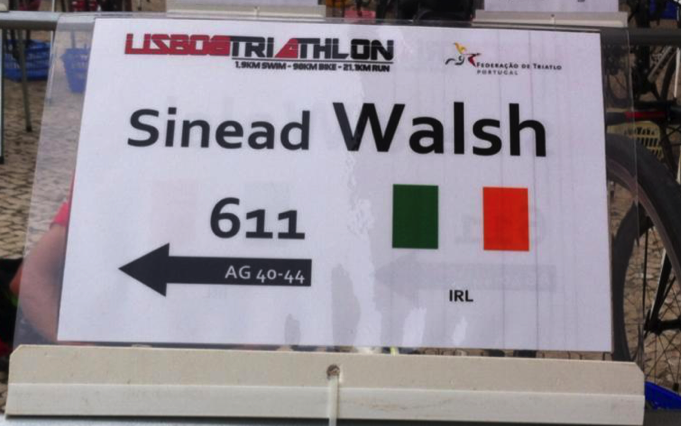 LISBOATRIATHLON
1.9KM SWIM - 90KM BIKE - 21.1KM RUN
FEDERAÇÃO DE TRIATLO
PORTUGAL
Sinead Walsh
611
AG 40-44
IRL